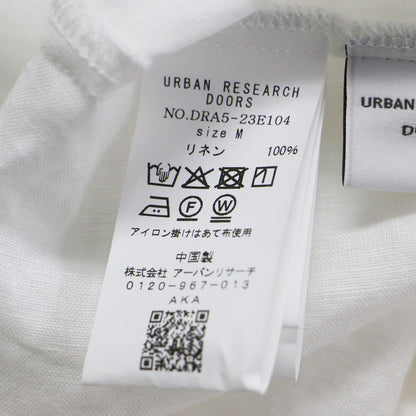 URBAN RESEARCH
DOORS
NO.DRA5-23E104
size M
リネン 100%
F W
アイロン掛けはあて布使用
中国製
株式会社 アーバンリサーチ
0120-967-013
AKA
URBAN